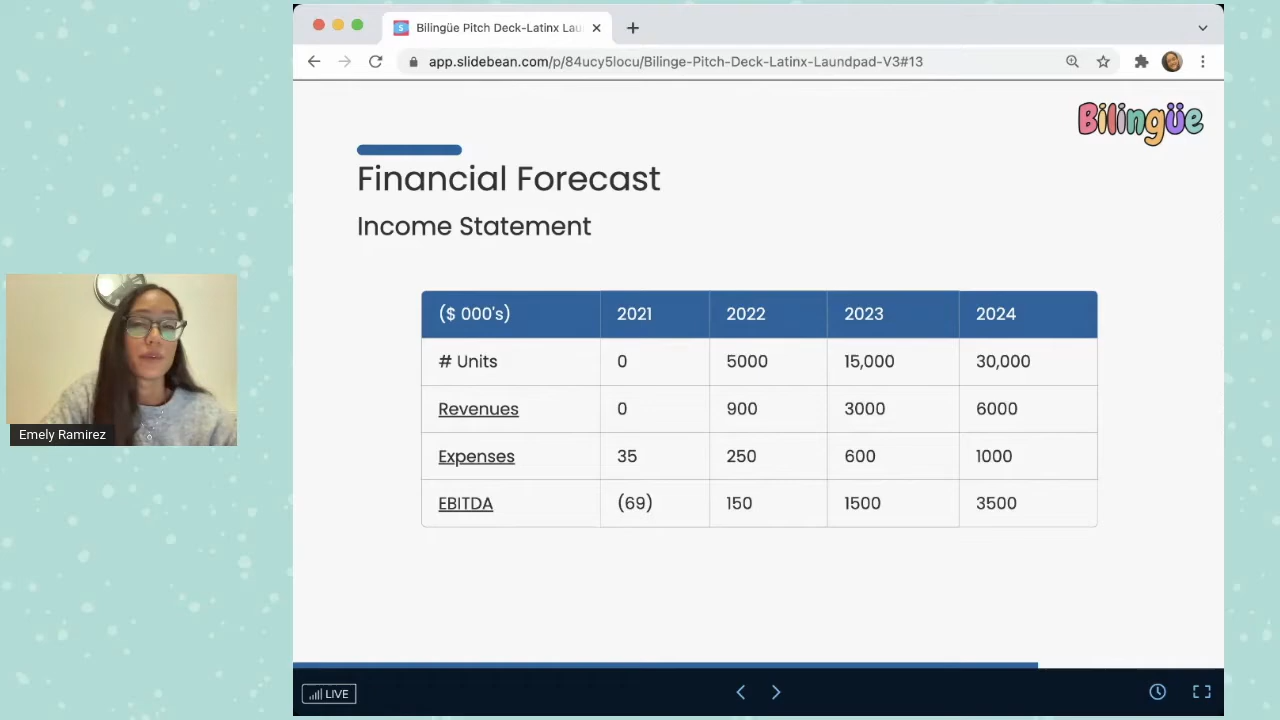 Bilingüe Pitch Deck-Latinx Lau
app.slidebean.com/p/84ucy5locu/Bilinge-Pitch-Deck-Latinx-Laundpad-V3#13
Bilingüe
Financial Forecast
Income Statement
($ 000's) 2021 2022 2023 2024
# Units 0 5000 15,000 30,000
Revenues 0 900 3000 6000
Expenses 35 250 600 1000
EBITDA (69) 150 1500 3500
Emely Ramirez
LIVE